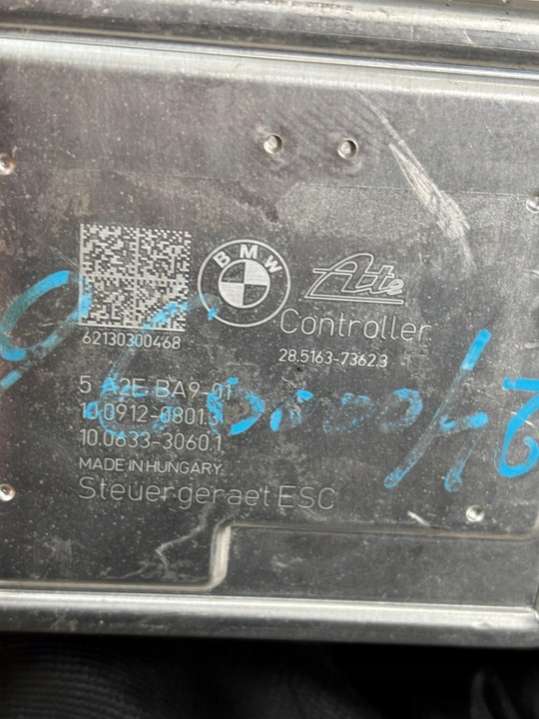 BMW
Ate
Controller
62130300468
28.5163-7362.3
5 A2E BA9-01
10.0912-0801.3
10.0633-3060.1
MADE IN HUNGARY.
Steuergeraet ESC